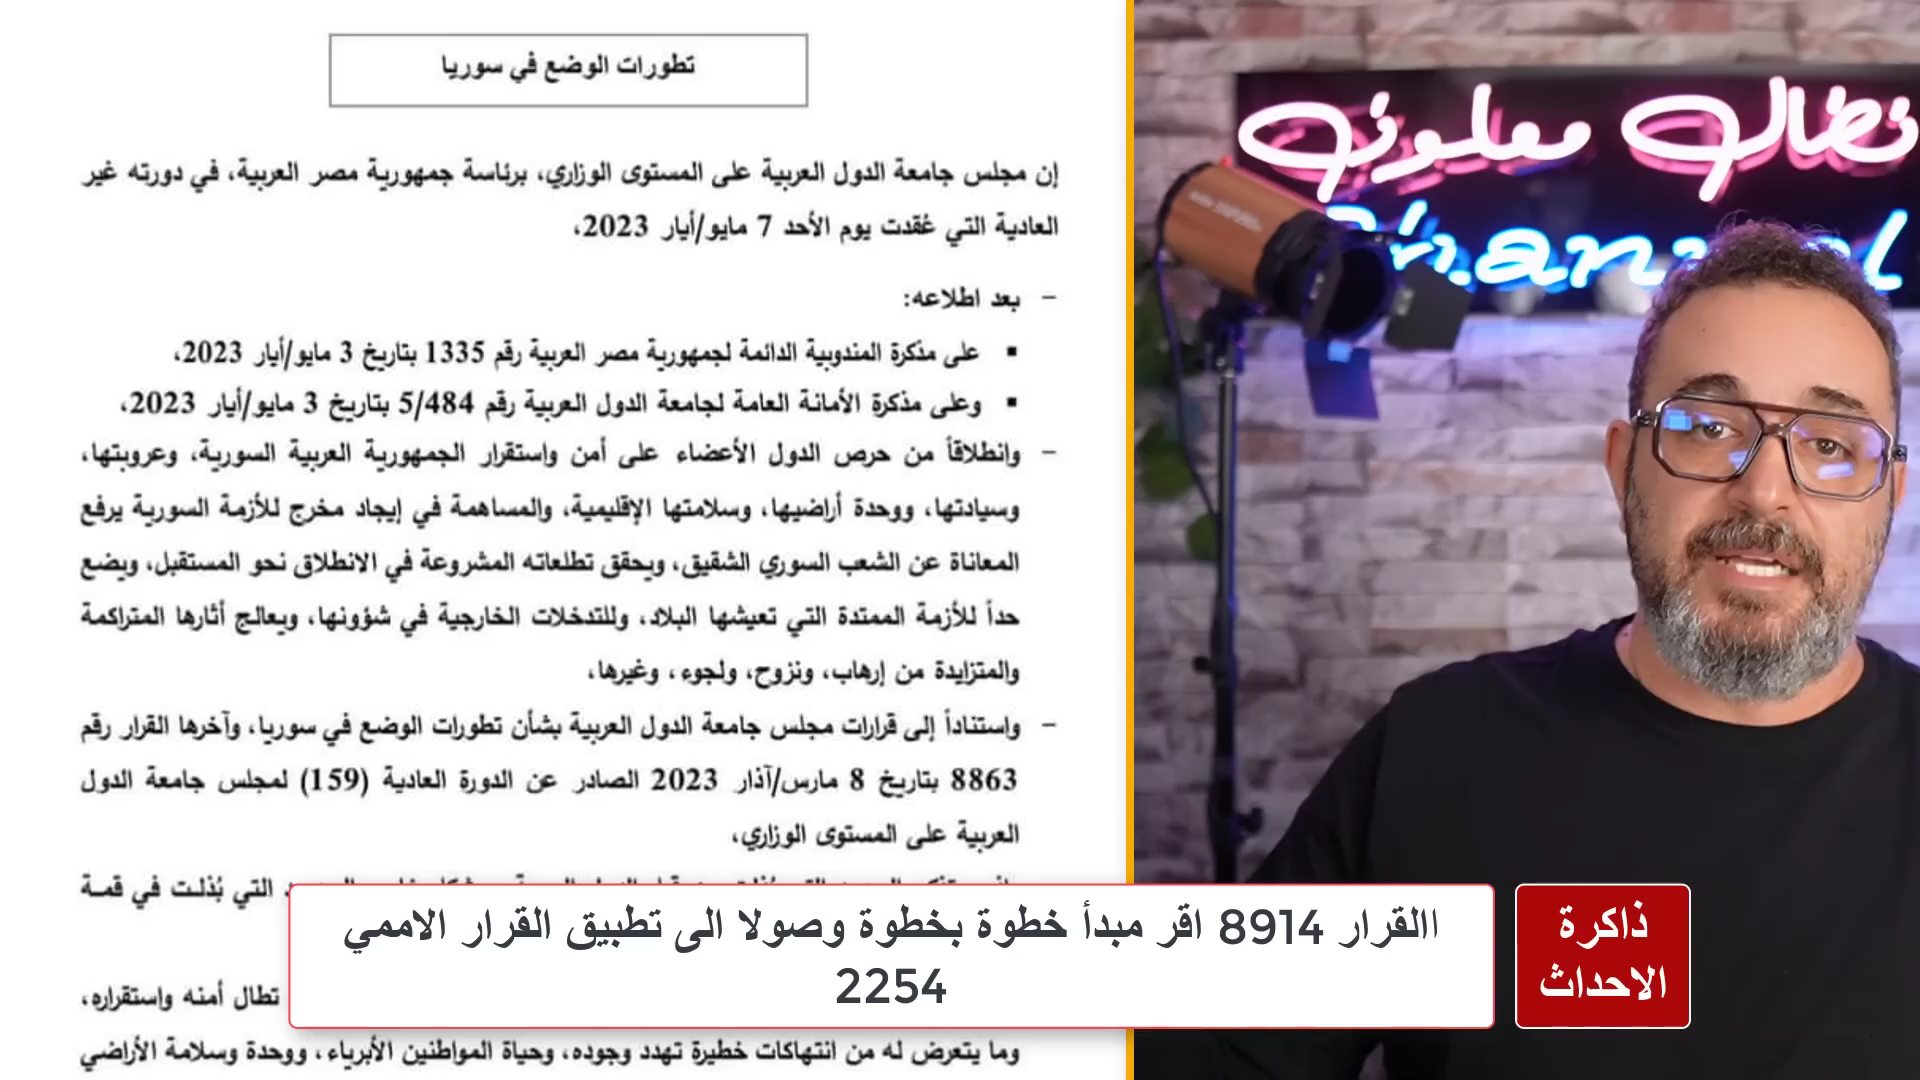 تطورات الوضع في سوريا
إن مجلس جامعة الدول العربية على المستوى الوزاري، برئاسة جمهورية مصر العربية، في دورته غير
العادية التي عُقدت يوم الأحد 7 مايو/أيار 2023،
- بعد اطلاعه:
▪ على مذكرة المندوبية الدائمة لجمهورية مصر العربية رقم 1335 بتاريخ 3 مايو/أيار 2023،
▪ وعلى مذكرة الأمانة العامة لجامعة الدول العربية رقم 5/484 بتاريخ 3 مايو/أيار 2023،
- وانطلاقاً من حرص الدول الأعضاء على أمن واستقرار الجمهورية العربية السورية، وعروبتها،
وسيادتها، ووحدة أراضيها، وسلامتها الإقليمية، والمساهمة في إيجاد مخرج للأزمة السورية يرفع
المعاناة عن الشعب السوري الشقيق، ويحقق تطلعاته المشروعة في الانطلاق نحو المستقبل، ويضع
حداً للأزمة الممتدة التي تعيشها البلاد، وللتدخلات الخارجية في شؤونها، ويعالج أثارها المتراكمة
والمتزايدة من إرهاب، ونزوح، ولجوء، وغيرها،
- واستناداً إلى قرارات مجلس جامعة الدول العربية بشأن تطورات الوضع في سوريا، وآخرها القرار رقم
8863 بتاريخ 8 مارس/آذار 2023 الصادر عن الدورة العادية (159) لمجلس جامعة الدول
العربية على المستوى الوزاري،
التي بُذلت في قمة
تطال أمنه واستقراره،
وما يتعرض له من انتهاكات خطيرة تهدد وجوده، وحياة المواطنين الأبرياء، ووحدة وسلامة الأراضي
نضال معلوف
Channel
ذاكرة
الاحداث
االقرار 8914 اقر مبدأ خطوة بخطوة وصولا الى تطبيق القرار الاممي
2254